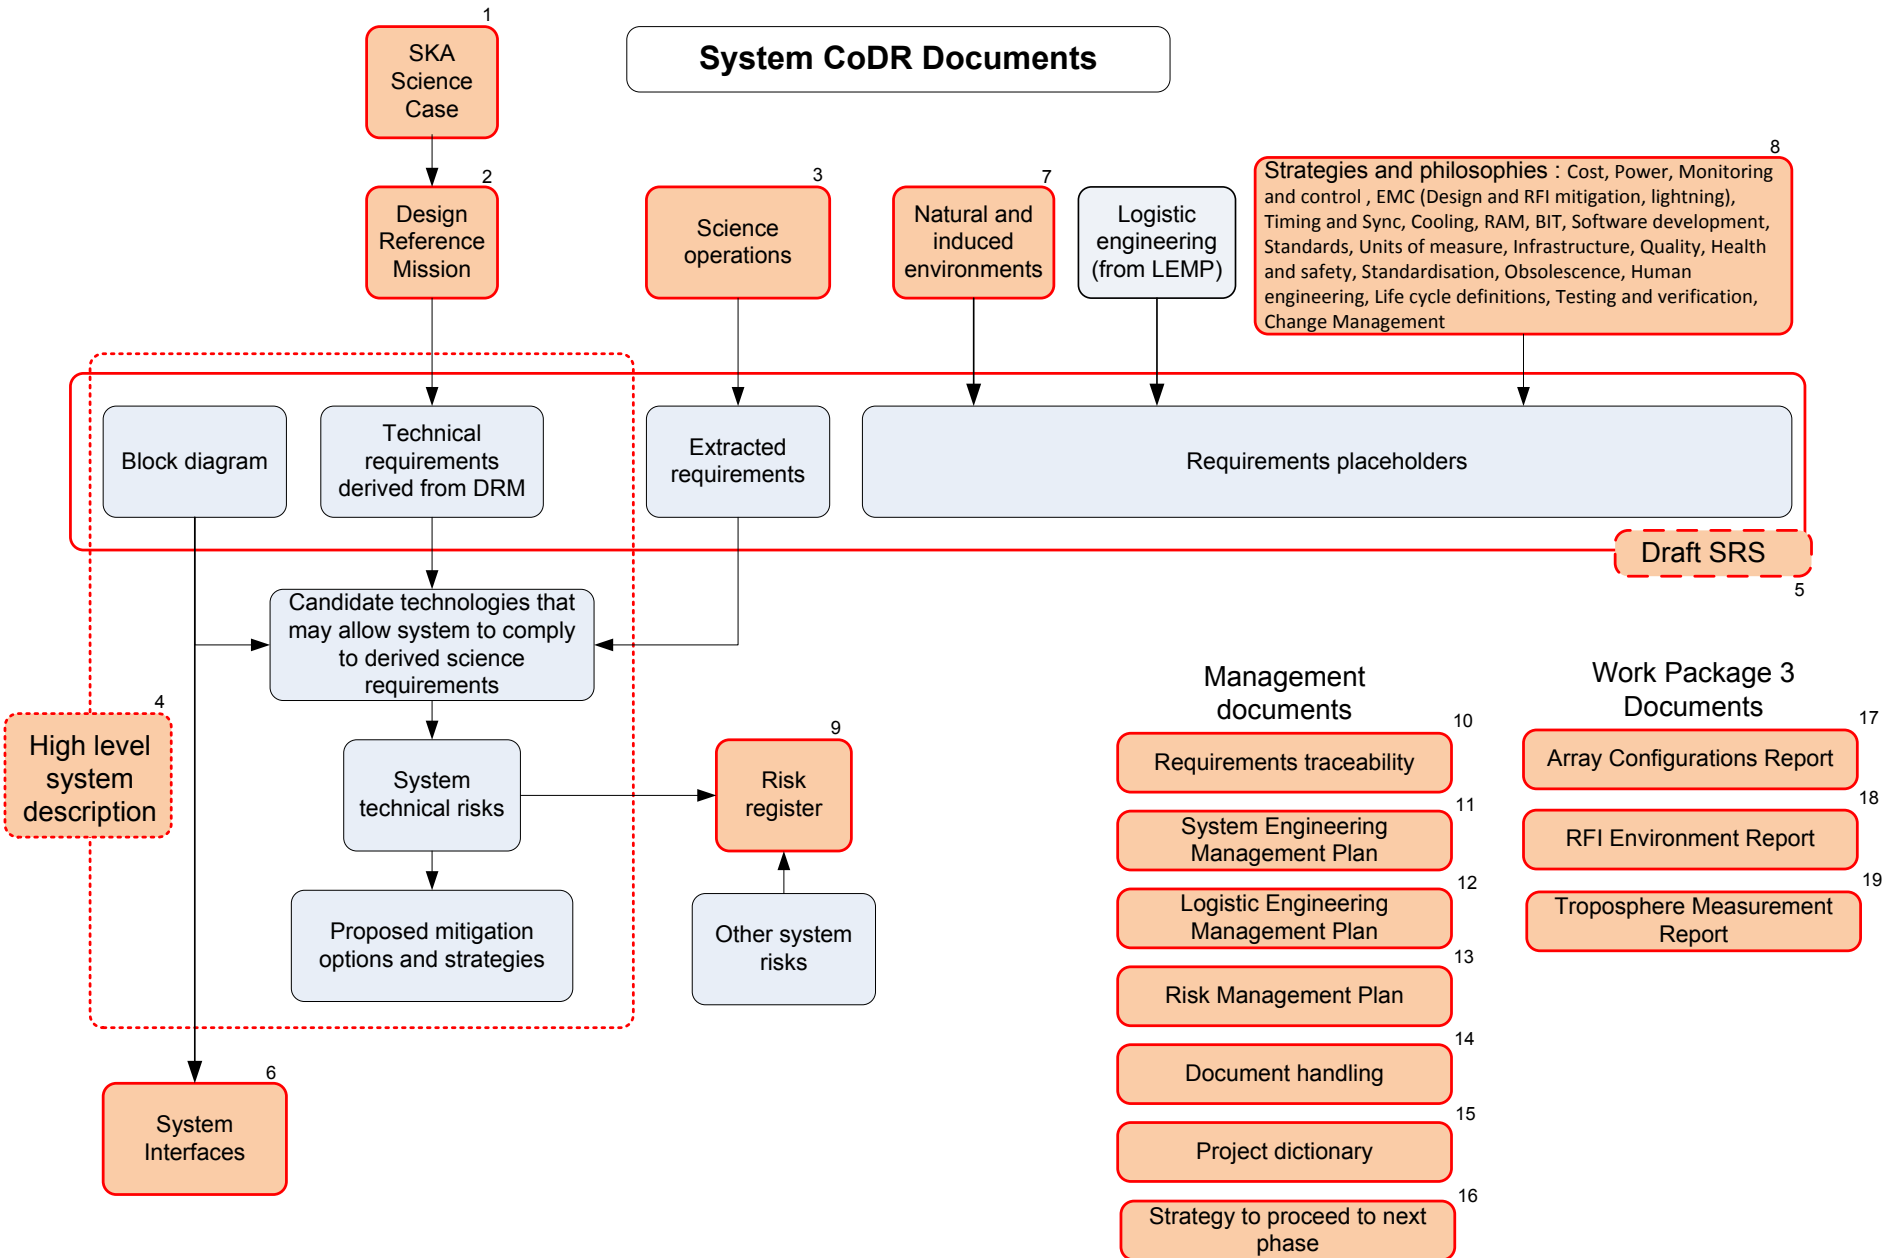 System CoDR Documents
1
SKA
Science
Case
2
Design
Reference
Mission
3
Science
operations
7
Natural and
induced
environments
Logistic
engineering
(from LEMP)
8
Strategies and philosophies : Cost, Power, Monitoring
and control , EMC (Design and RFI mitigation, lightning),
Timing and Sync, Cooling, RAM, BIT, Software development,
Standards, Units of measure, Infrastructure, Quality, Health
and safety, Standardisation, Obsolescence, Human
engineering, Life cycle definitions, Testing and verification,
Change Management
Block diagram
Technical
requirements
derived from DRM
Extracted
requirements
Requirements placeholders
Draft SRS
5
Candidate technologies that
may allow system to comply
to derived science
requirements
4
High level
system
description
System
technical risks
9
Risk
register
Proposed mitigation
options and strategies
Other system
risks
6
System
Interfaces
Management
documents
10
Requirements traceability
11
System Engineering
Management Plan
12
Logistic Engineering
Management Plan
13
Risk Management Plan
14
Document handling
15
Project dictionary
16
Strategy to proceed to next
phase
Work Package 3
Documents
17
Array Configurations Report
18
RFI Environment Report
19
Troposphere Measurement
Report